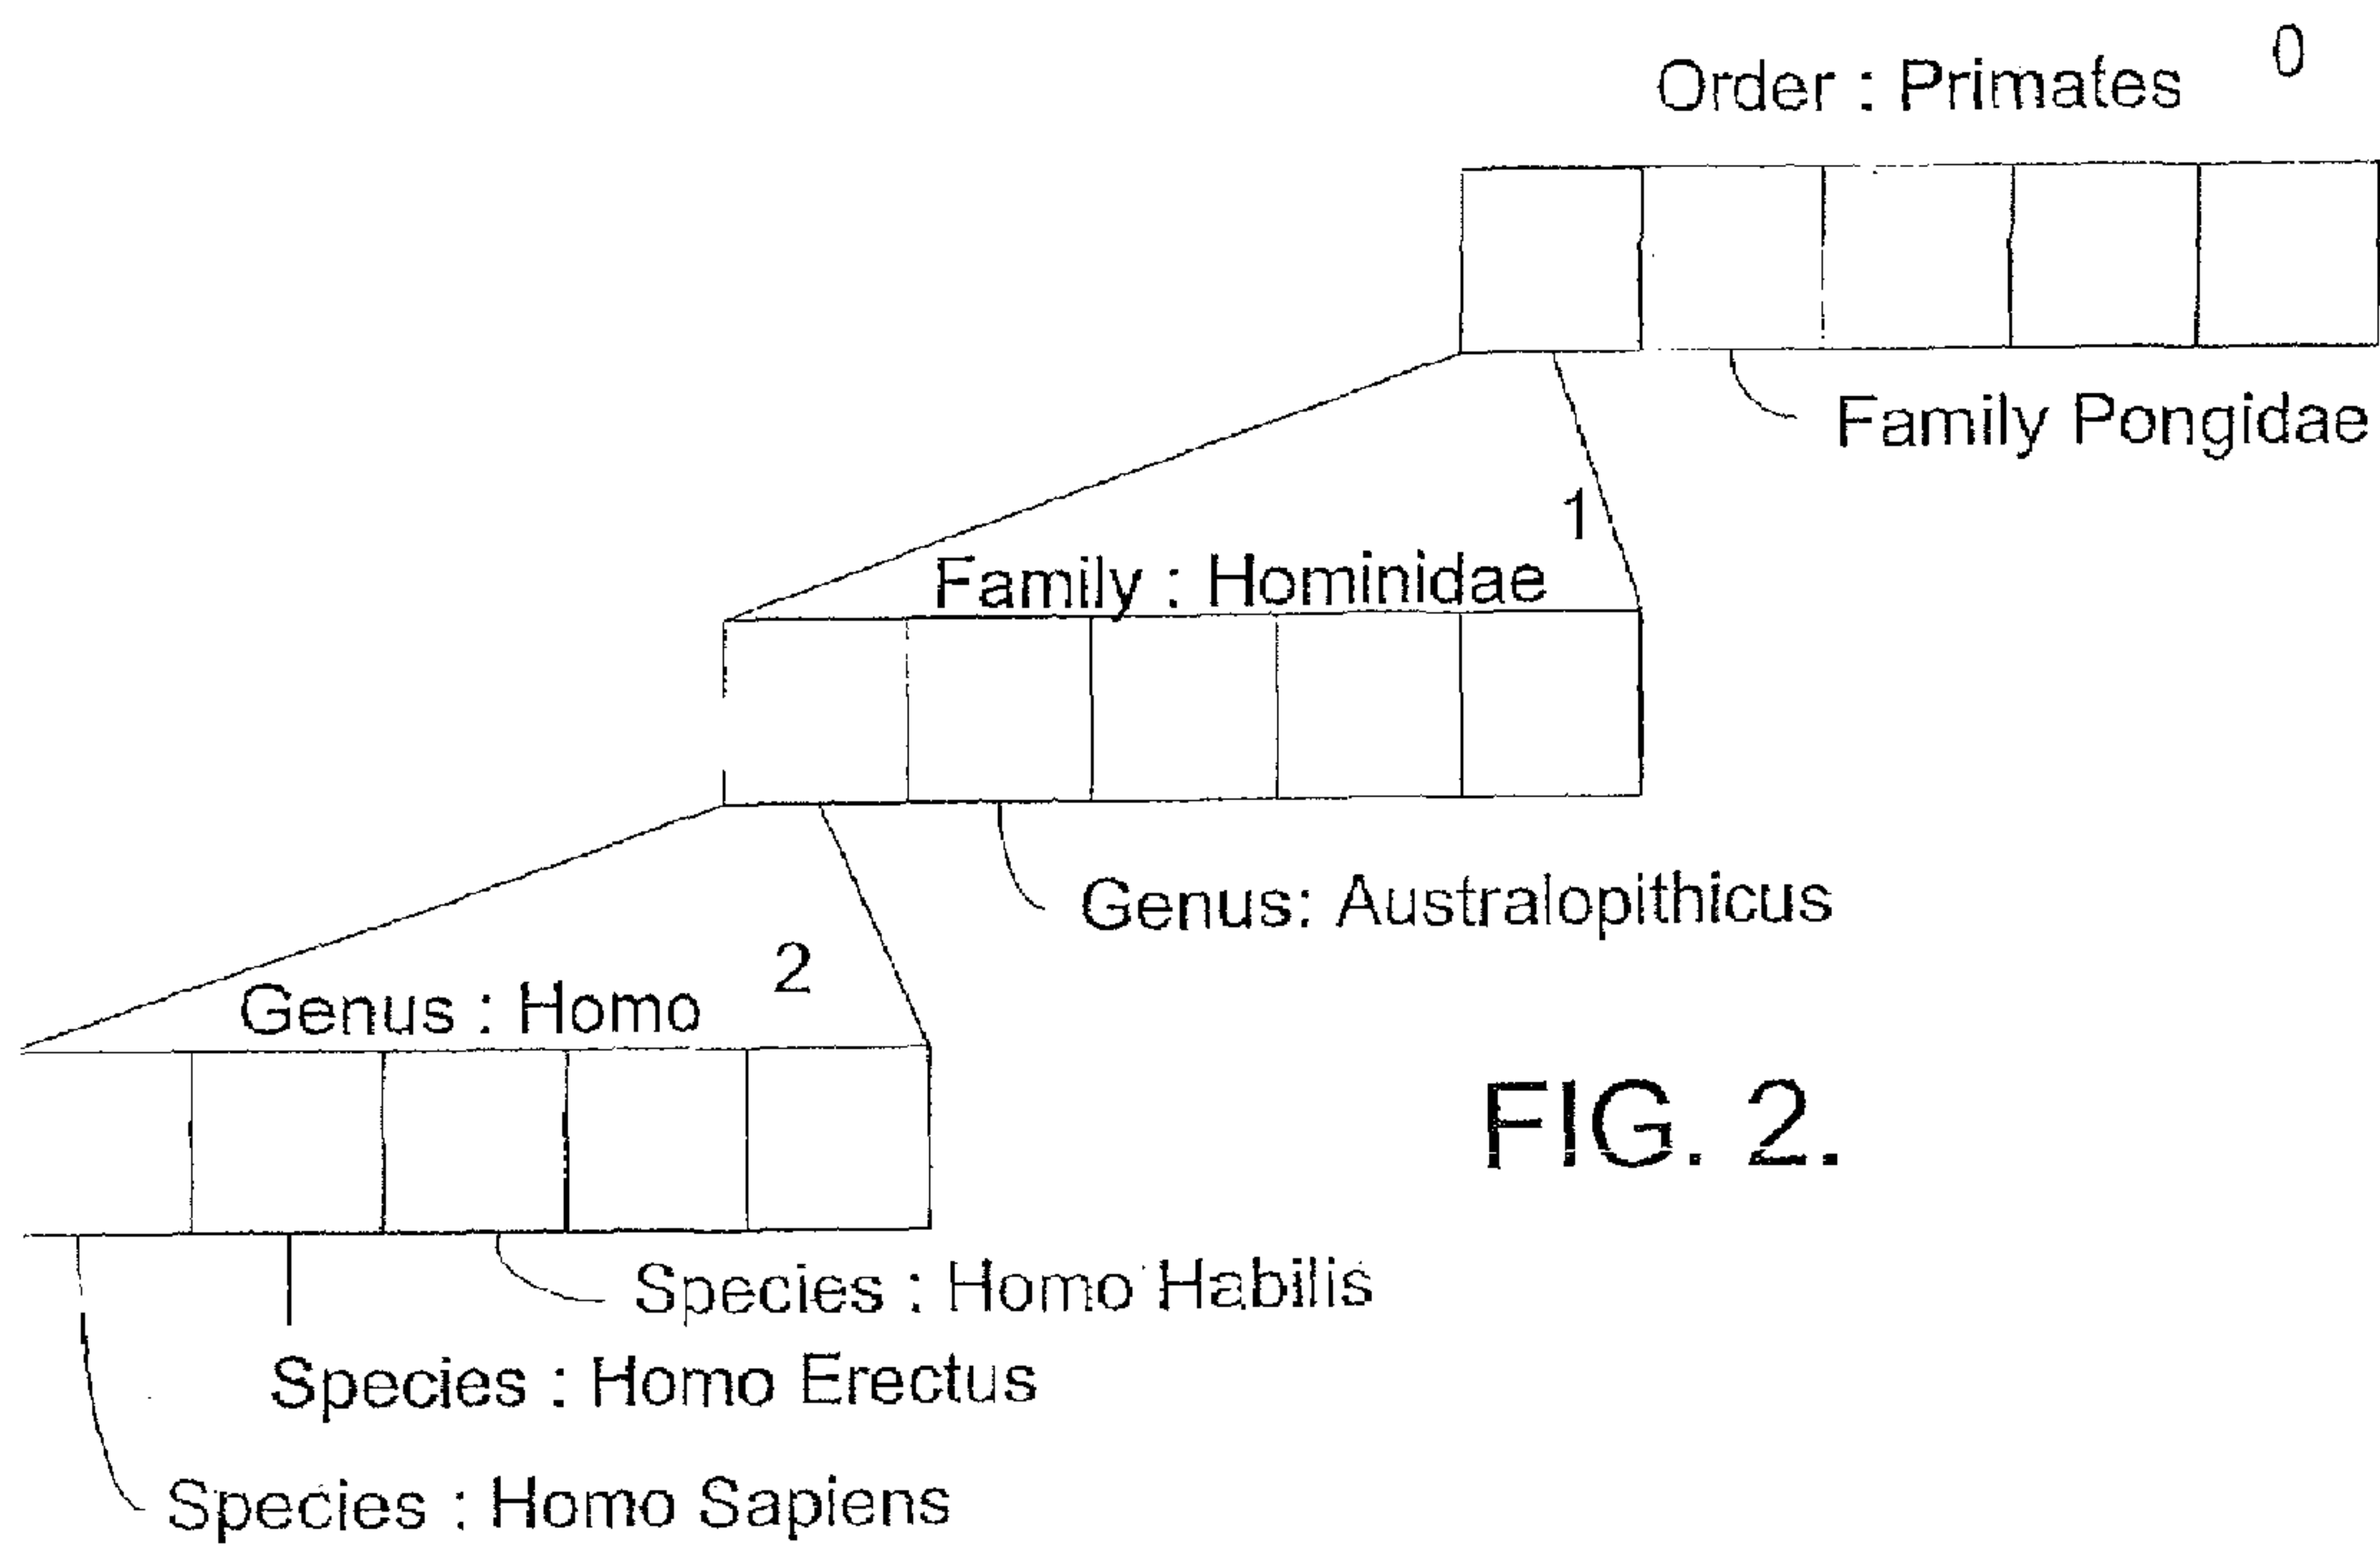 0
Order : Primates
Family Pongidae
1
Family : Hominidae
Genus: Australopithicus
2
Genus : Homo
FIG. 2.
Species : Homo Habilis
Species : Homo Erectus
Species : Homo Sapiens